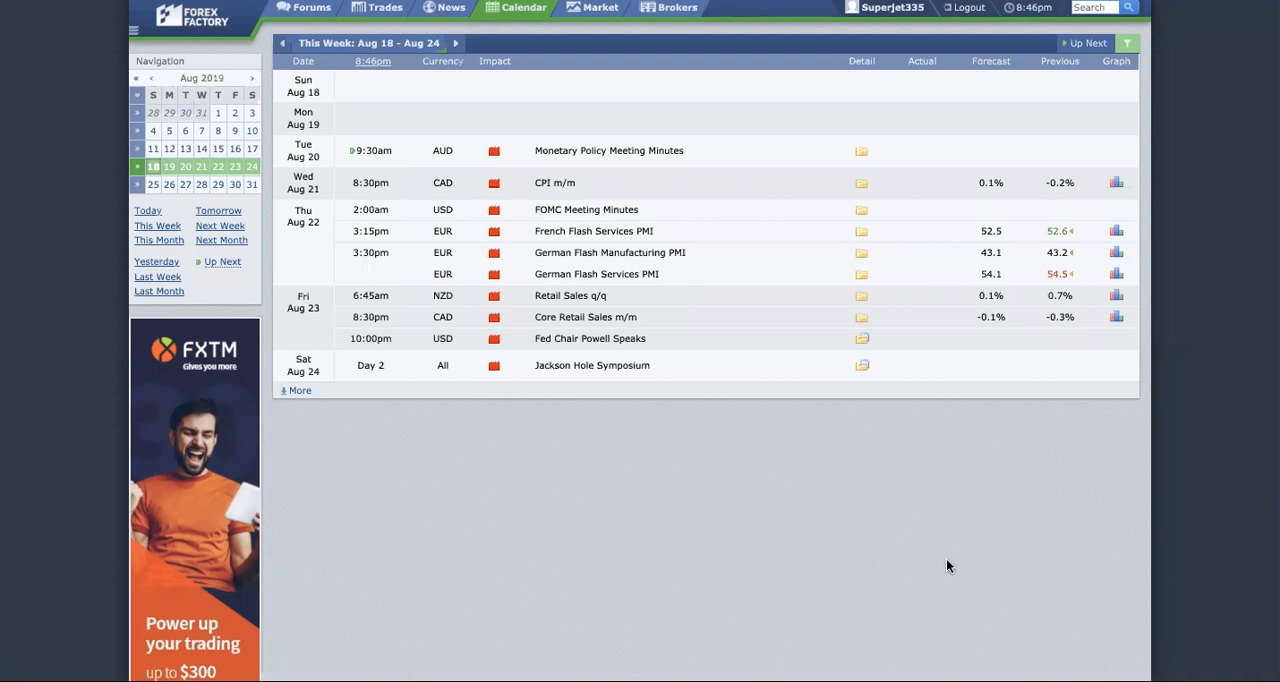 FOREX
FACTORY
Forums
Trades
News
Calendar
Market
Brokers
Superjet335
Logout
8:46pm
Search
Navigation
« ‹ Aug 2019 ›
S M T W T F S
» 28 29 30 31 1 2 3
» 4 5 6 7 8 9 10
» 11 12 13 14 15 16 17
» 18 19 20 21 22 23 24
» 25 26 27 28 29 30 31
Today Tomorrow
This Week Next Week
This Month Next Month
Yesterday Up Next
Last Week
Last Month
FXTM
Gives you more
Power up
your trading
up to $300
This Week: Aug 18 - Aug 24
Up Next
Date 8:46pm Currency Impact Detail Actual Forecast Previous Graph
Sun
Aug 18
Mon
Aug 19
Tue
Aug 20
9:30am AUD Monetary Policy Meeting Minutes
Wed
Aug 21
8:30pm CAD CPI m/m 0.1% -0.2%
Thu
Aug 22
2:00am USD FOMC Meeting Minutes
3:15pm EUR French Flash Services PMI 52.5 52.6
3:30pm EUR German Flash Manufacturing PMI 43.1 43.2
EUR German Flash Services PMI 54.1 54.5
Fri
Aug 23
6:45am NZD Retail Sales q/q 0.1% 0.7%
8:30pm CAD Core Retail Sales m/m -0.1% -0.3%
10:00pm USD Fed Chair Powell Speaks
Sat
Aug 24
Day 2 All Jackson Hole Symposium
More